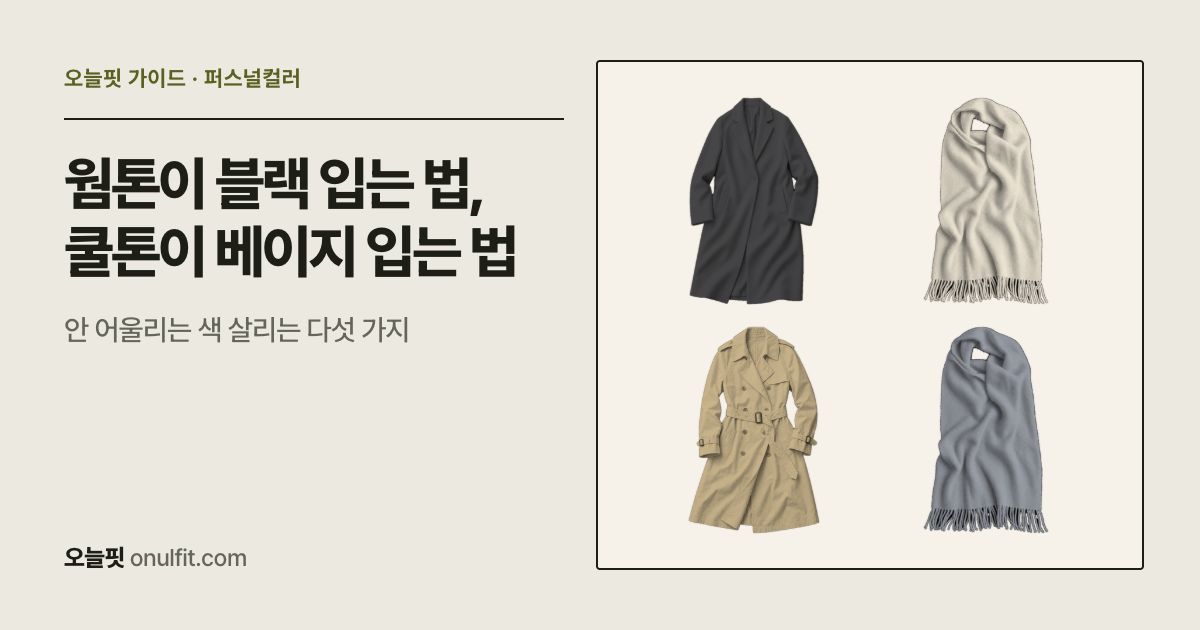 오늘핏 가이드 · 퍼스널컬러
웜톤이 블랙 입는 법,
쿨톤이 베이지 입는 법
안 어울리는 색 살리는 다섯 가지
오늘핏 onulfit.com